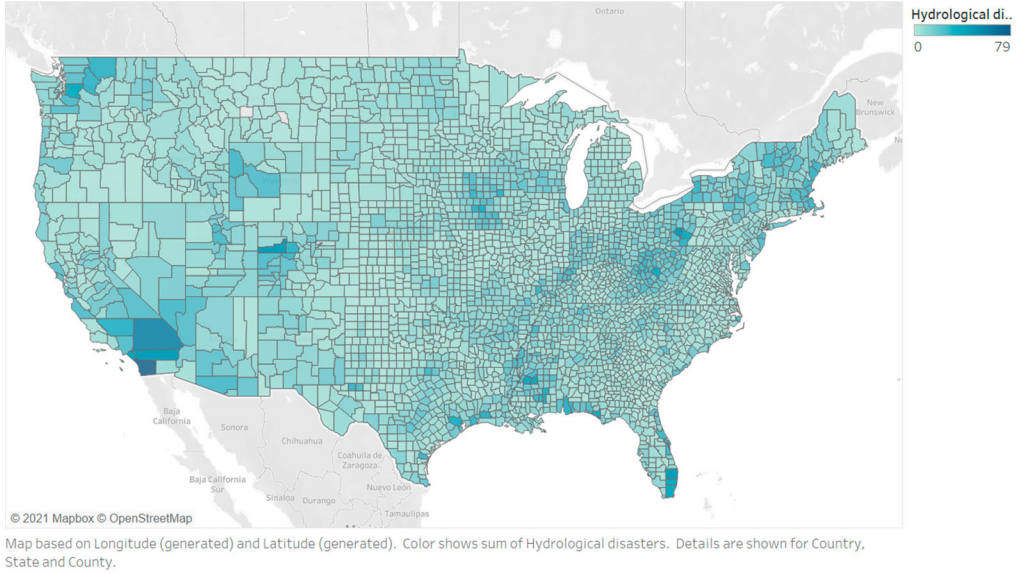 Ontario
Hydrological di..
0 79
New
Brunswick
Baja
California
Sonora
Chihuahua
Coahuila de
Zaragoza
Baja California
Sur
Sinaloa
Durango
Nuevo León
Tamaulipas
© 2021 Mapbox © OpenStreetMap
Map based on Longitude (generated) and Latitude (generated). Color shows sum of Hydrological disasters. Details are shown for Country,
State and County.